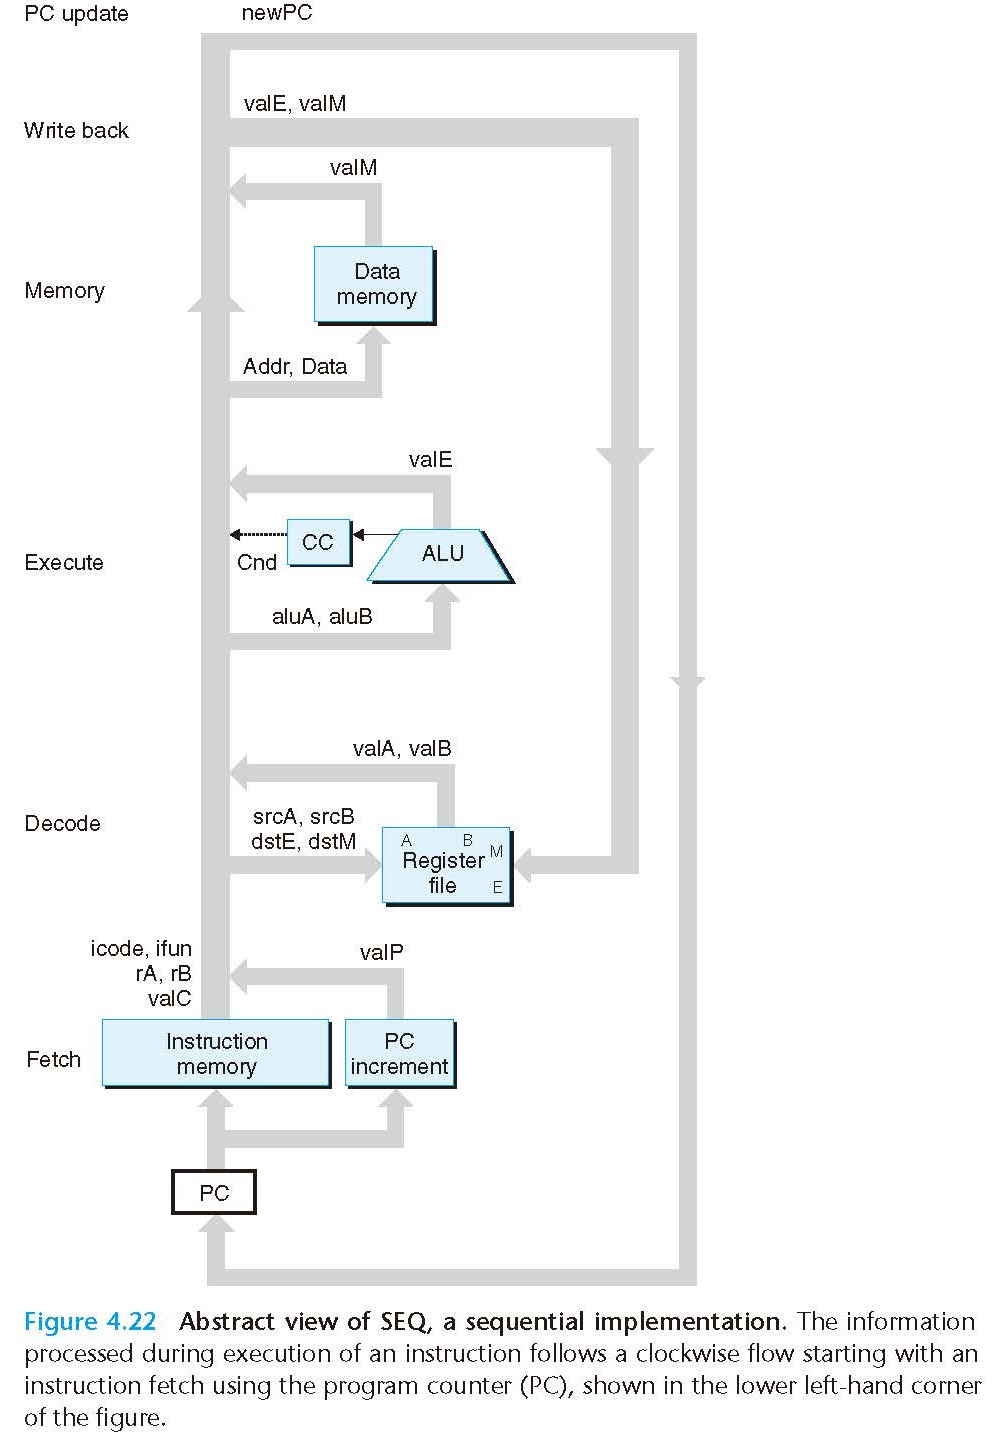 PC update
newPC
valE, valM
Write back
valM
Data
memory
Memory
Addr, Data
valE
CC
ALU
Execute
Cnd
aluA, aluB
valA, valB
Decode
srcA, srcB
dstE, dstM
A
B
M
Register
file
E
icode, ifun
rA, rB
valC
valP
Fetch
Instruction
memory
PC
increment
PC
Figure 4.22 Abstract view of SEQ, a sequential implementation. The information
processed during execution of an instruction follows a clockwise flow starting with an
instruction fetch using the program counter (PC), shown in the lower left-hand corner
of the figure.